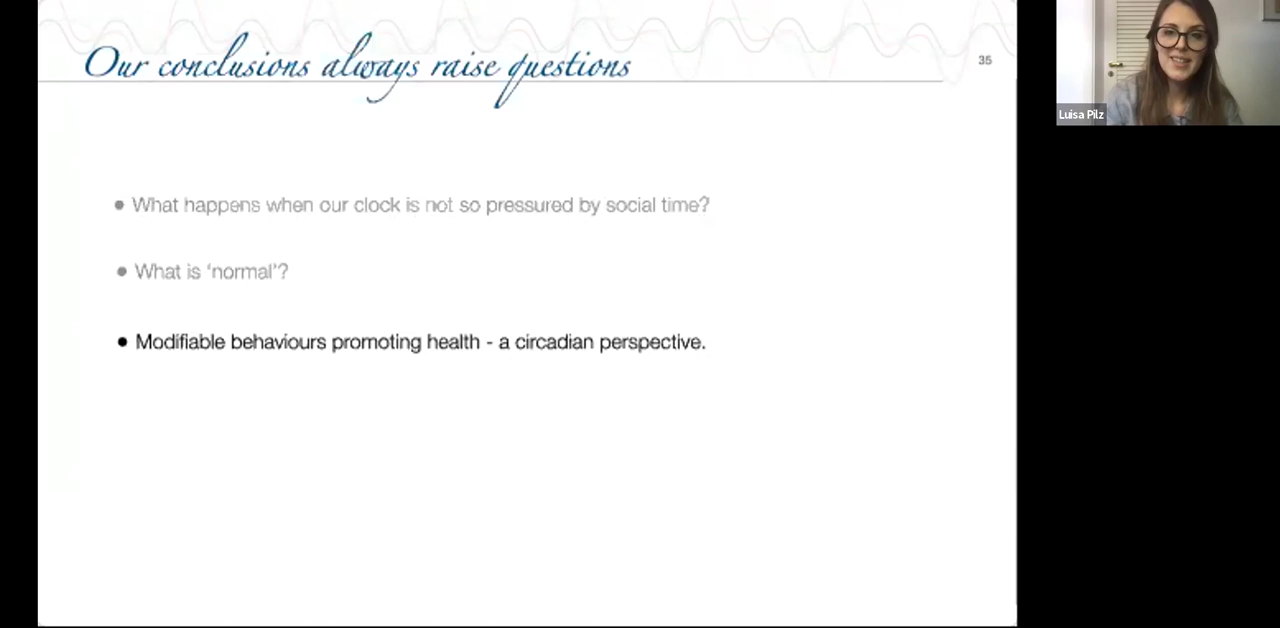 Our conclusions always raise questions
35
Luisa Pilz
• What happens when our clock is not so pressured by social time?
• What is ‘normal’?
• Modifiable behaviours promoting health - a circadian perspective.